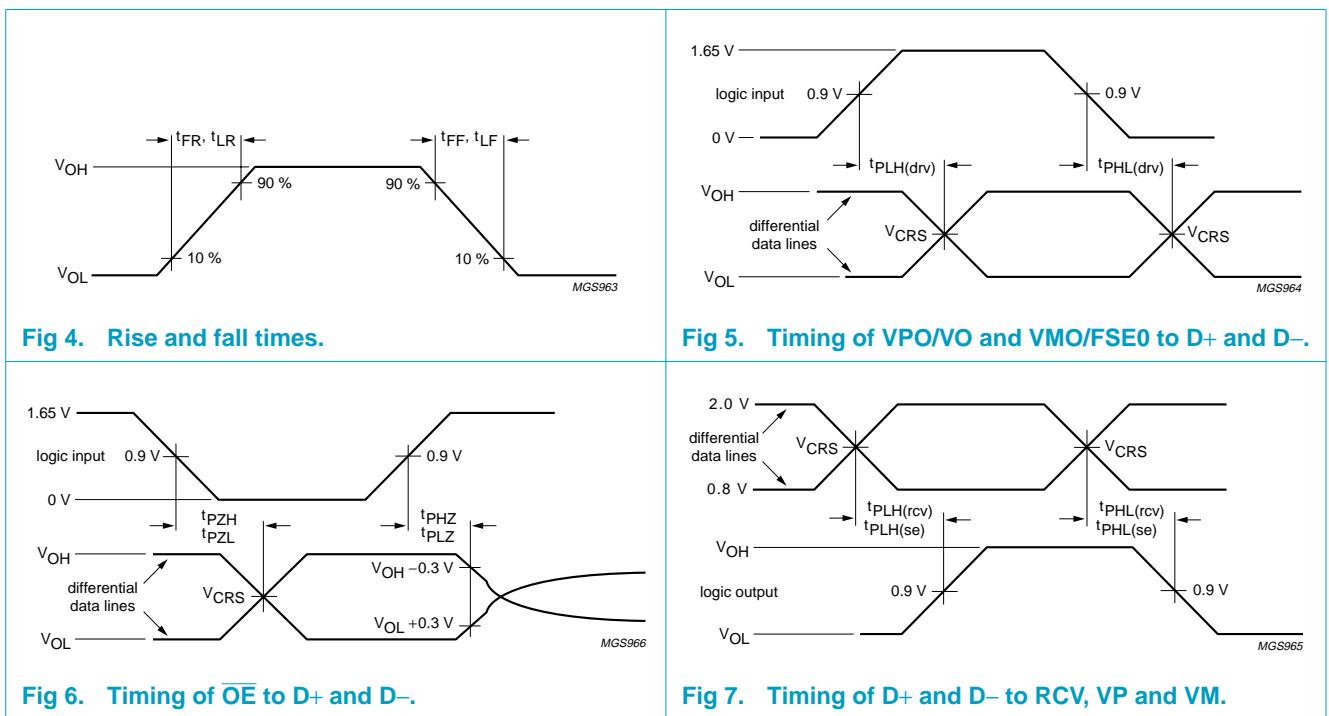 tFR, tLR
tFF, tLF
VOH
90 %
90 %
10 %
10 %
VOL
MGS963
Fig 4. Rise and fall times.
1.65 V
logic input
0.9 V
0.9 V
0 V
tPLH(drv)
tPHL(drv)
VOH
differential
data lines
VCRS
VCRS
VOL
MGS964
Fig 5. Timing of VPO/VO and VMO/FSE0 to D+ and D−.
1.65 V
logic input
0.9 V
0.9 V
0 V
tPZH
tPZL
tPHZ
tPLZ
VOH
VOH −0.3 V
differential
data lines
VCRS
VOL +0.3 V
VOL
MGS966
Fig 6. Timing of O̅E̅ to D+ and D−.
2.0 V
differential
data lines
VCRS
VCRS
0.8 V
tPLH(rcv)
tPLH(se)
tPHL(rcv)
tPHL(se)
VOH
logic output
0.9 V
0.9 V
VOL
MGS965
Fig 7. Timing of D+ and D− to RCV, VP and VM.